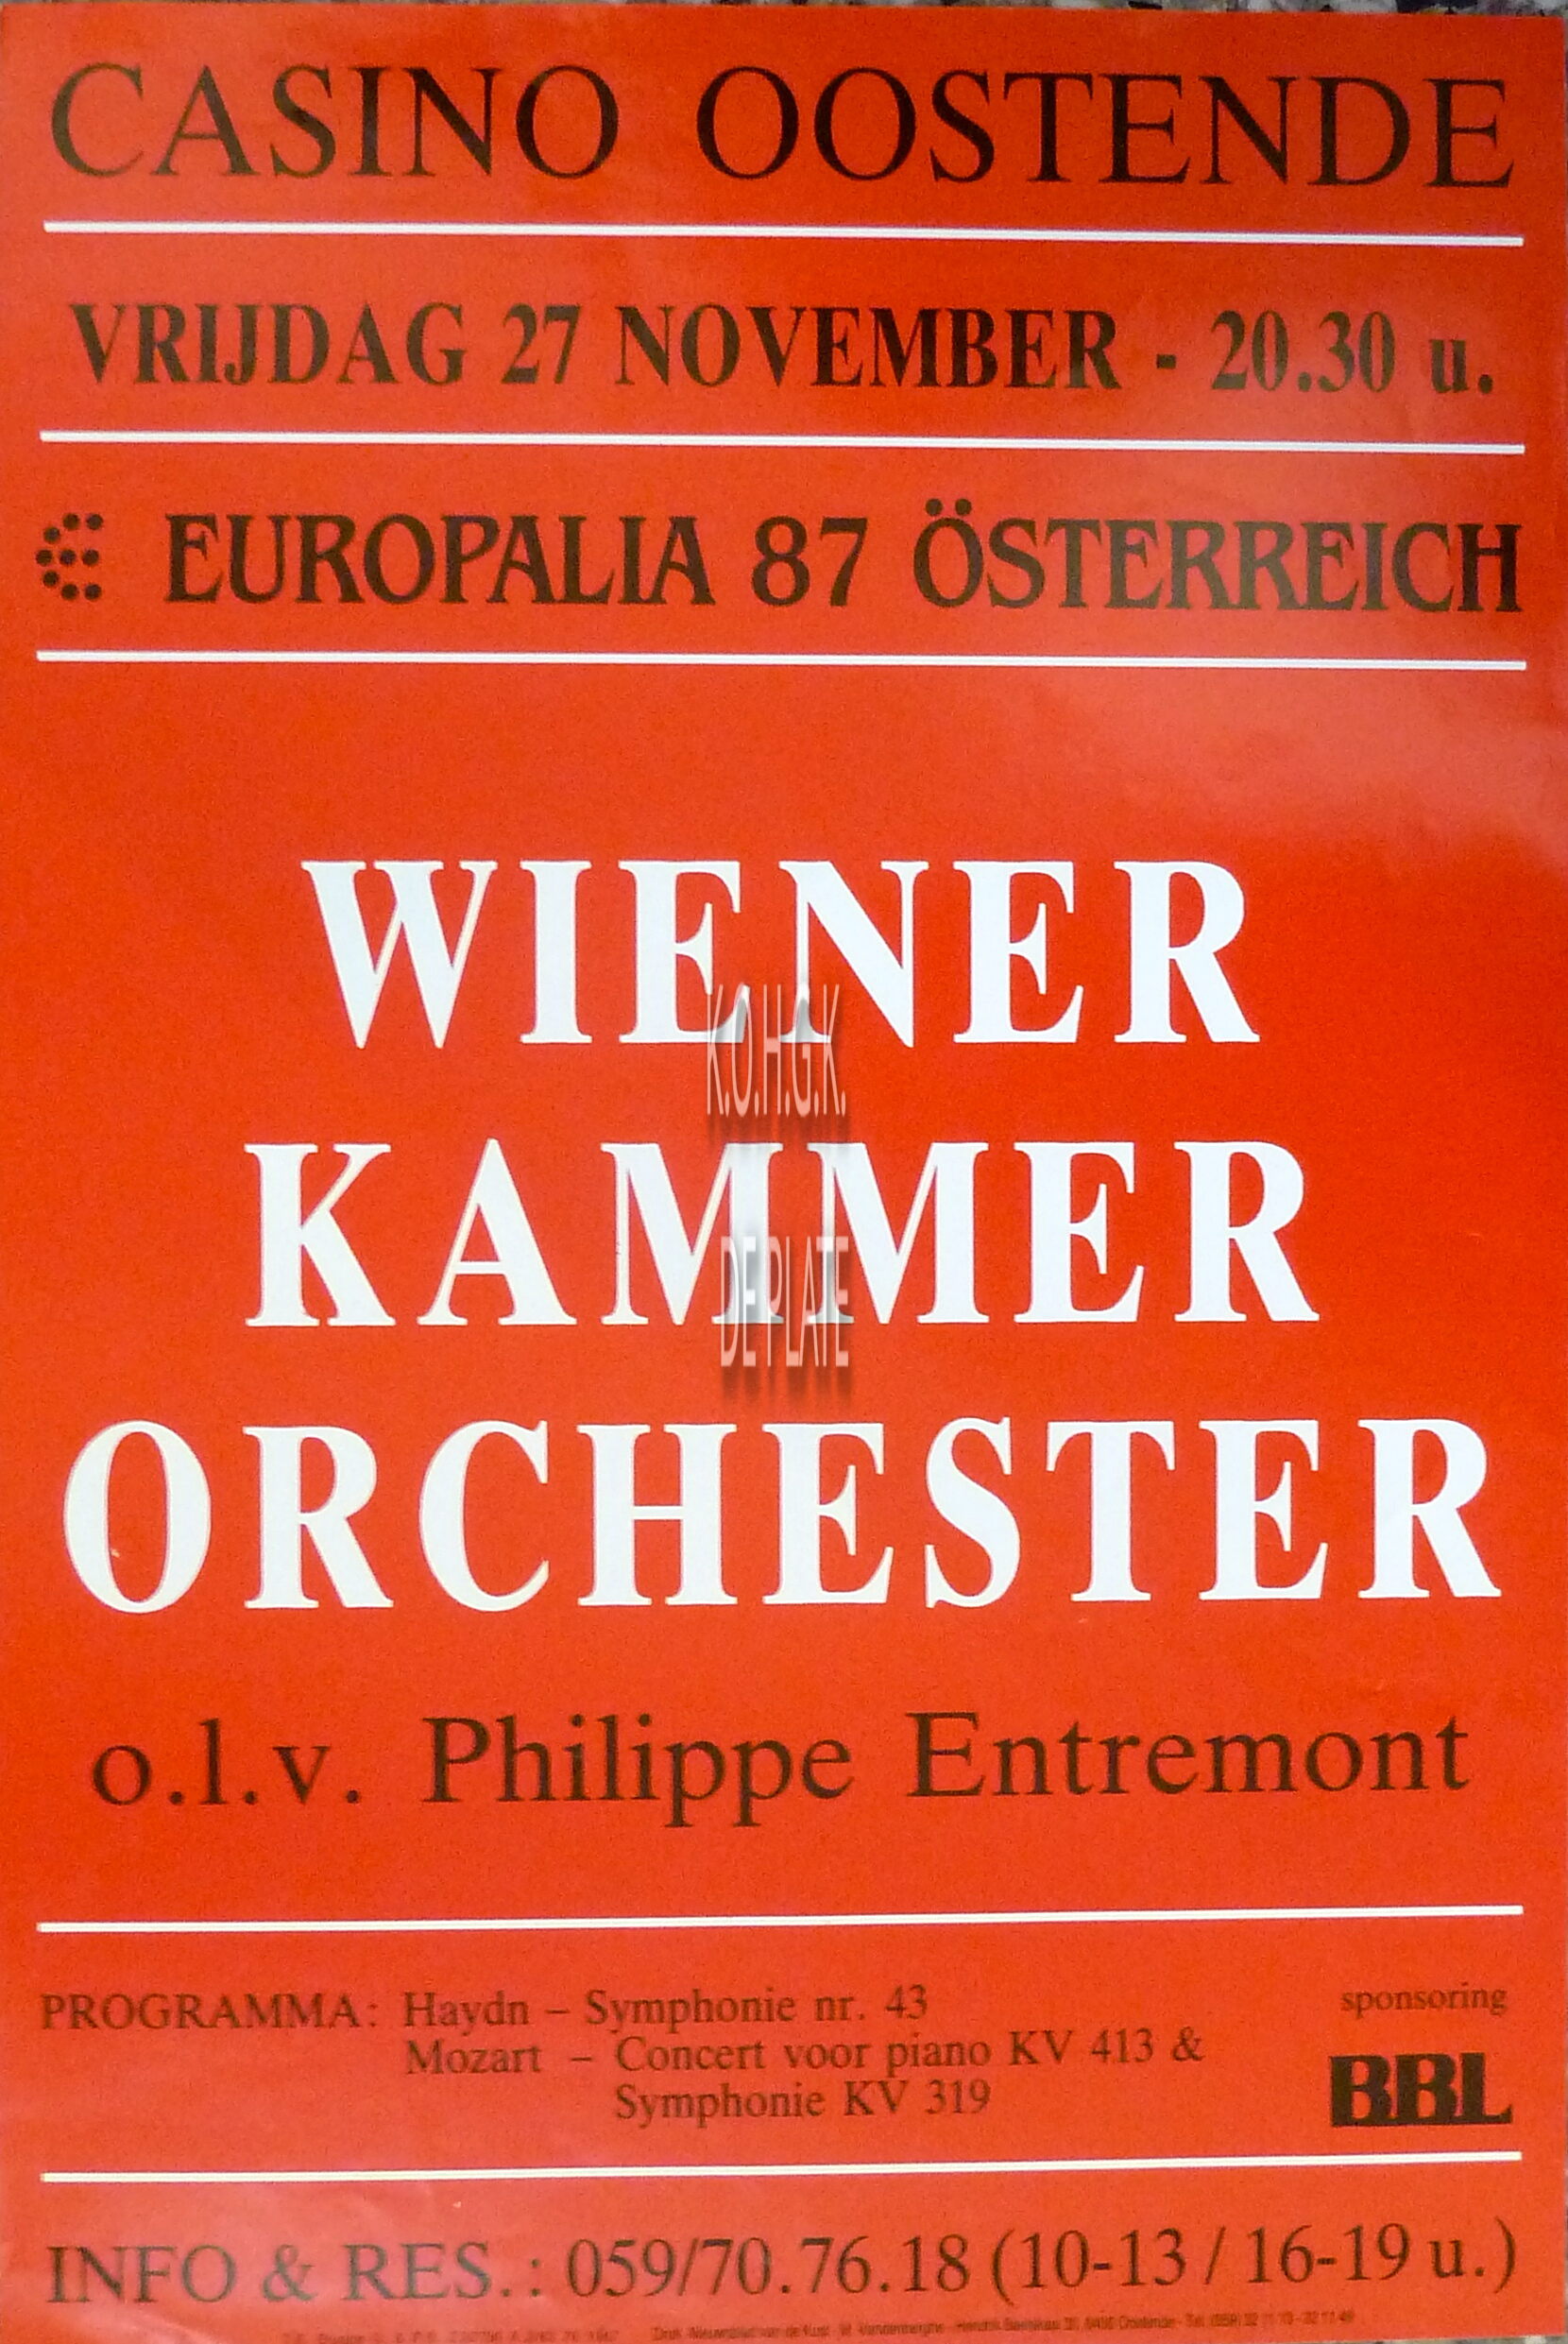 CASINO OOSTENDE
VRIJDAG 27 NOVEMBER - 20.30 u.
EUROPALIA 87 ÖSTERREICH
WIENER
K.O.H.G.K.
KAMMER
DE PLATE
ORCHESTER
o.l.v. Philippe Entremont
PROGRAMMA: Haydn – Symphonie nr. 43
Mozart – Concert voor piano KV 413 &
Symphonie KV 319
sponsoring
BBL
INFO & RES.: 059/70.76.18 (10-13 / 16-19 u.)